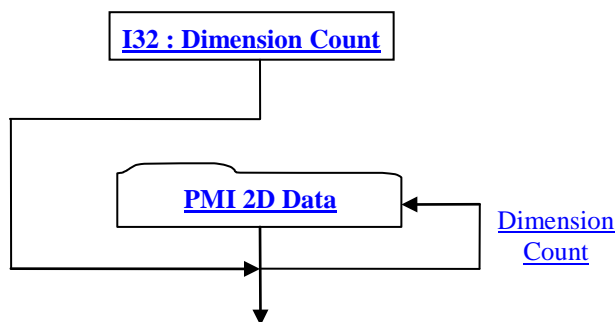 I32 : Dimension Count
PMI 2D Data
Dimension
Count